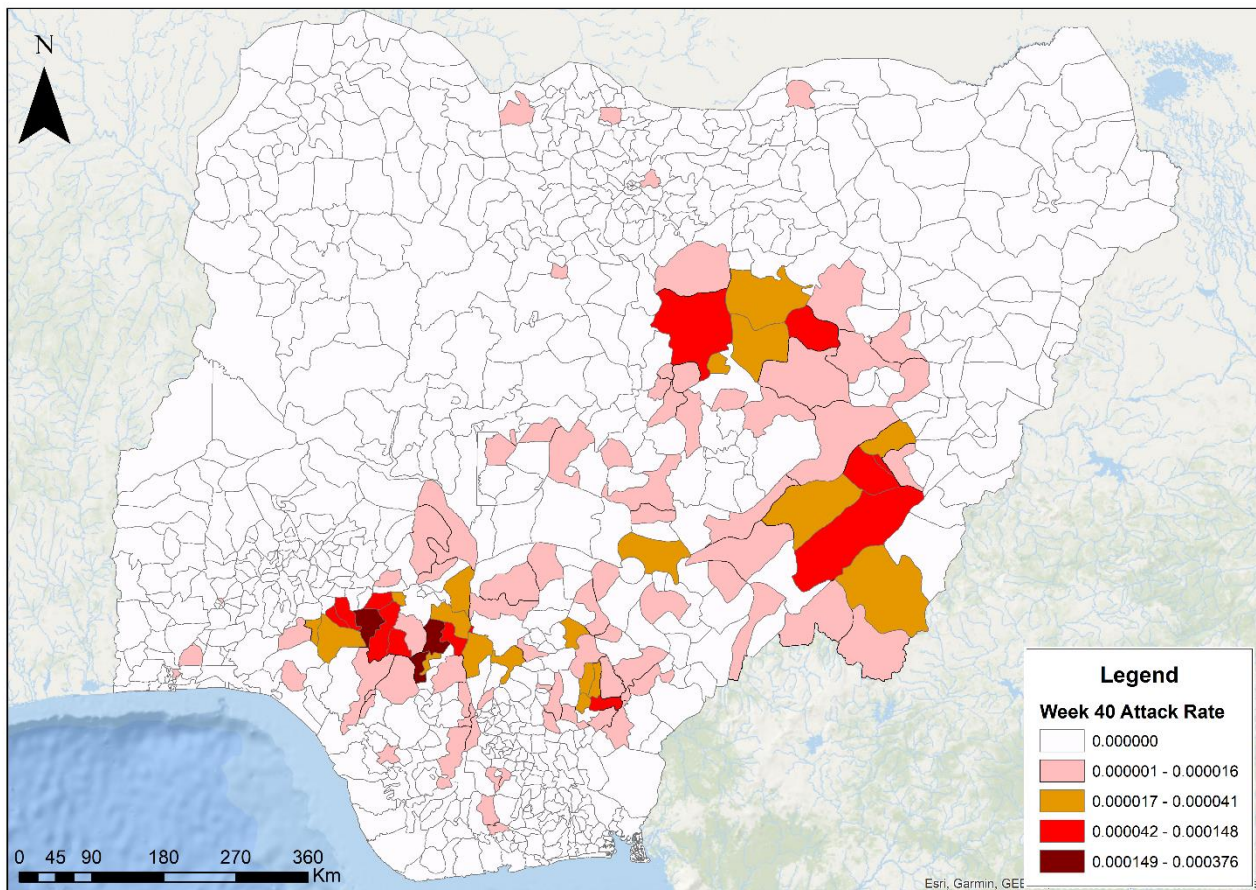 N
Legend
Week 40 Attack Rate
0.000000
0.000001 - 0.000016
0.000017 - 0.000041
0.000042 - 0.000148
0.000149 - 0.000376
0 45 90 180 270 360
Km
Esri, Garmin, GEB